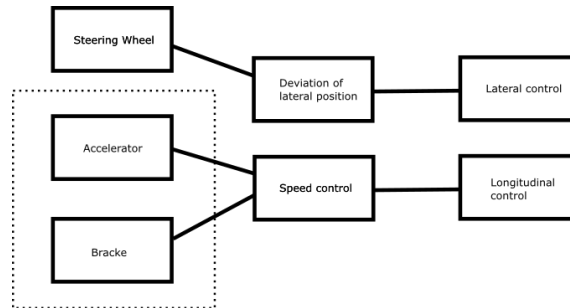 Steering Wheel
Deviation of
lateral position
Lateral control
Accelerator
Speed control
Longitudinal
control
Bracke